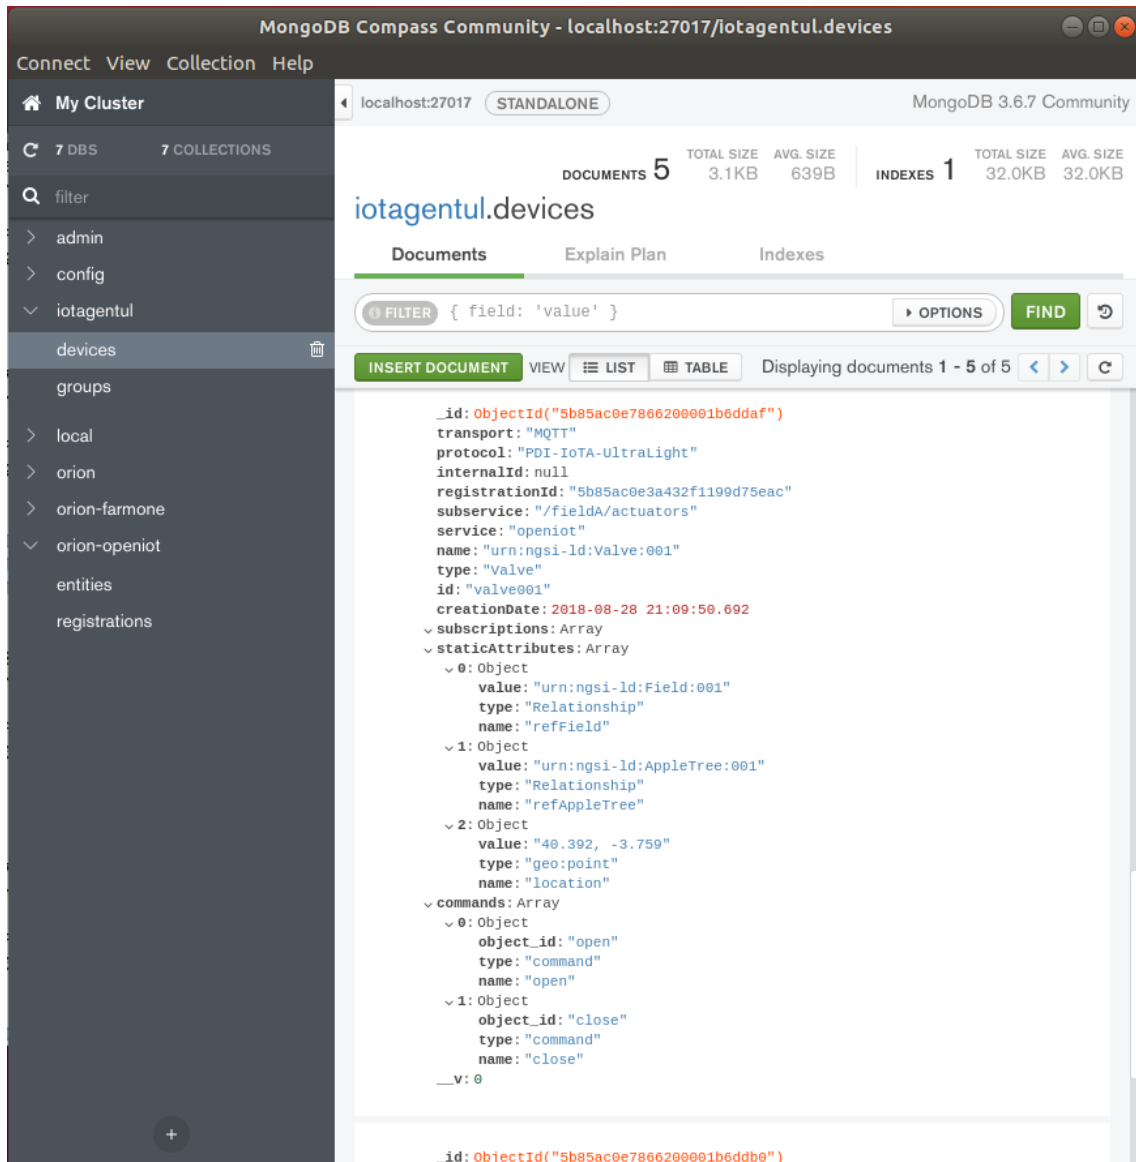 MongoDB Compass Community - localhost:27017/iotagentul.devices
Connect View Collection Help
My Cluster
7 DBS 7 COLLECTIONS
filter
admin
config
iotagentul
devices
groups
local
orion
orion-farmone
orion-openiot
entities
registrations
localhost:27017 STANDALONE MongoDB 3.6.7 Community
DOCUMENTS 5 TOTAL SIZE 3.1KB AVG. SIZE 639B INDEXES 1 TOTAL SIZE 32.0KB AVG. SIZE 32.0KB
iotagentul.devices
Documents Explain Plan Indexes
FILTER { field: 'value' } OPTIONS FIND
INSERT DOCUMENT VIEW LIST TABLE Displaying documents 1 - 5 of 5
_id: ObjectId("5b85ac0e7866200001b6ddaf")
transport: "MQTT"
protocol: "PDI-IoTA-UltraLight"
internalId: null
registrationId: "5b85ac0e3a432f1199d75eac"
subservice: "/fieldA/actuators"
service: "openiot"
name: "urn:ngsi-ld:Valve:001"
type: "Valve"
id: "valve001"
creationDate: 2018-08-28 21:09:50.692
subscriptions: Array
staticAttributes: Array
0: Object
value: "urn:ngsi-ld:Field:001"
type: "Relationship"
name: "refField"
1: Object
value: "urn:ngsi-ld:AppleTree:001"
type: "Relationship"
name: "refAppleTree"
2: Object
value: "40.392, -3.759"
type: "geo:point"
name: "location"
commands: Array
0: Object
object_id: "open"
type: "command"
name: "open"
1: Object
object_id: "close"
type: "command"
name: "close"
__v: 0
_id: ObjectId("5b85ac0e7866200001b6ddb0")